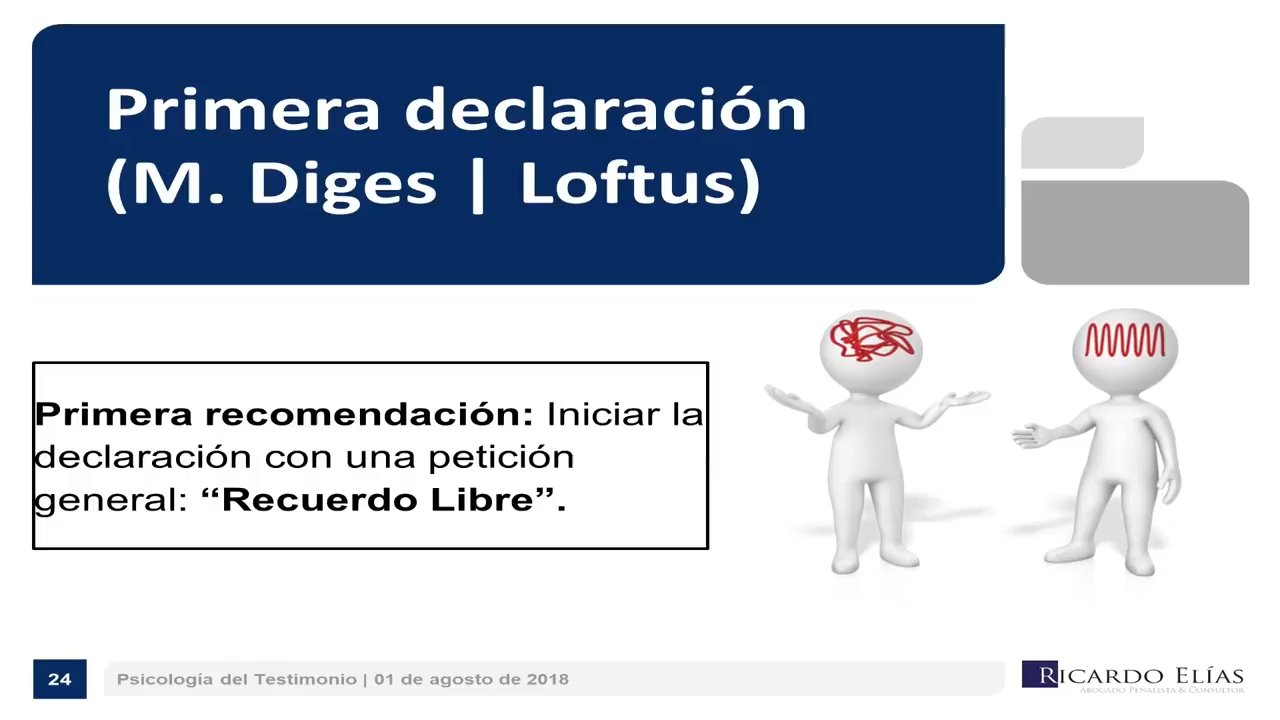 Primera declaración
(M. Diges | Loftus)
Primera recomendación: Iniciar la
declaración con una petición
general: “Recuerdo Libre”.
24
Psicología del Testimonio | 01 de agosto de 2018
RICARDO ELÍAS
ABOGADO PENALISTA & CONSULTOR